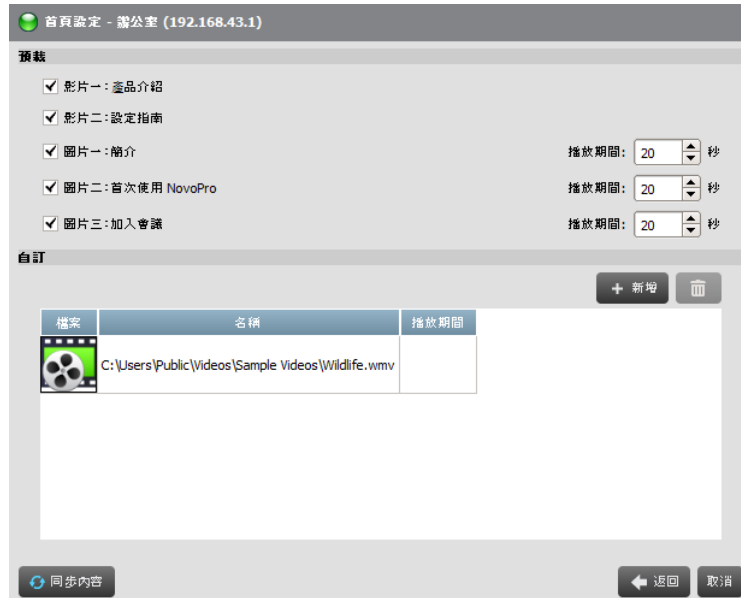 首頁設定 - 辦公室 (192.168.43.1)
預裁
影片一:產品介紹
影片二:設定指南
圖片一:簡介 播放期間: 20 秒
圖片二:首次使用 NovoPro 播放期間: 20 秒
圖片三:加入會議 播放期間: 20 秒
自訂
+ 新增
檔案 名稱 播放期間
C:\Users\Public\Videos\Sample Videos\Wildlife.wmv
同步內容 返回 取消